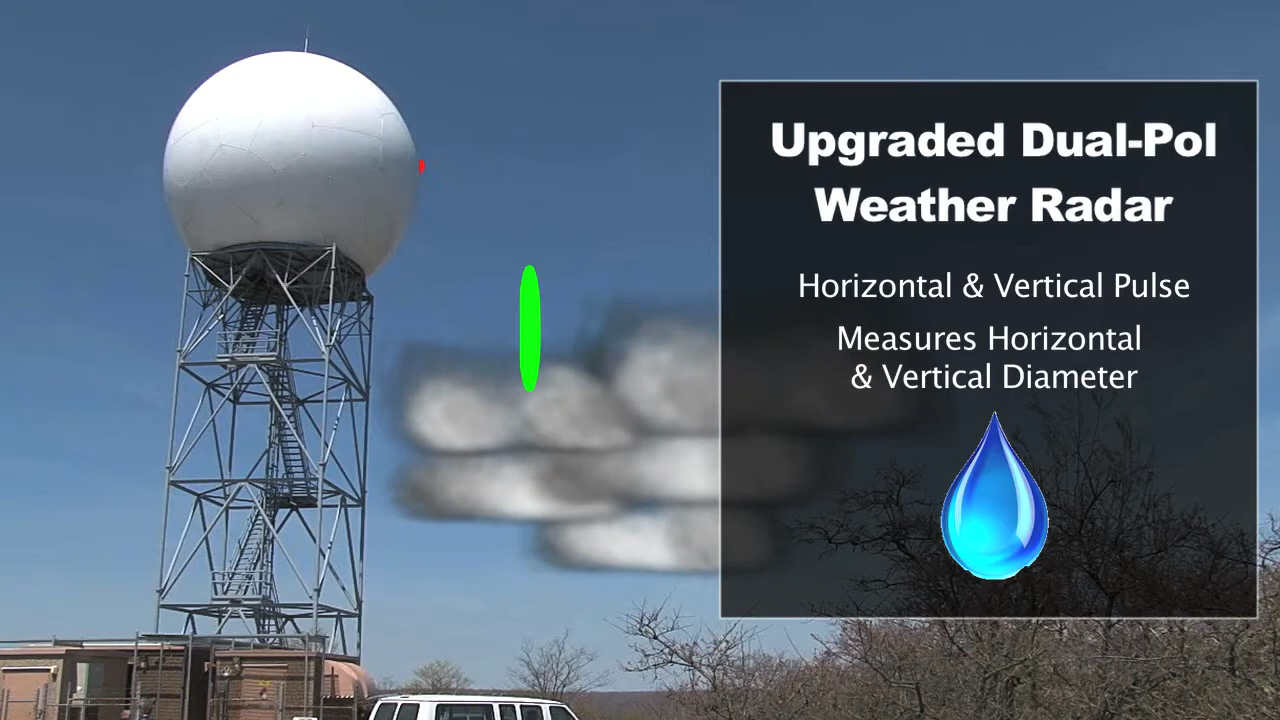 Upgraded Dual-Pol
Weather Radar
Horizontal & Vertical Pulse
Measures Horizontal
& Vertical Diameter